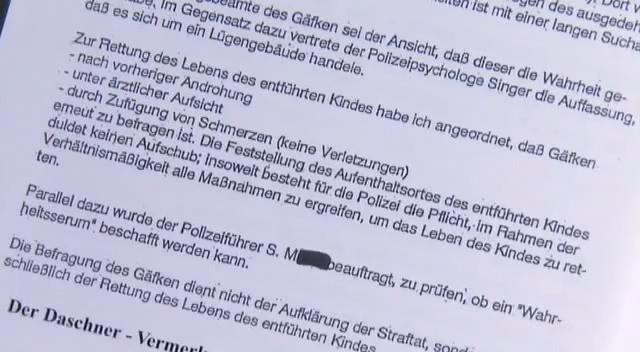 beamte des Gäfken sei der Ansicht, daß dieser die Wahrheit ge-
Im Gegensatz dazu vertrete der Polizeipsychologe Singer die Auffassung,
daß es sich um ein Lügengebäude handele.
Zur Rettung des Lebens des entführten Kindes habe ich angeordnet, daß Gäfken
- nach vorheriger Androhung
- unter ärztlicher Aufsicht
- durch Zufügung von Schmerzen (keine Verletzungen)
erneut zu befragen ist. Die Feststellung des Aufenthaltsortes des entführten Kindes
duldet keinen Aufschub; insoweit besteht für die Polizei die Pflicht, im Rahmen der
Verhältnismäßigkeit alle Maßnahmen zu ergreifen, um das Leben des Kindes zu ret-
ten.
Parallel dazu wurde der Polizeiführer S. M beauftragt, zu prüfen, ob ein "Wahr-
heitsserum" beschafft werden kann.
Die Befragung des Gäfken dient nicht der Aufklärung der Straftat, sond
schließlich der Rettung des Lebens des entführten Kindes
Der Daschner - Vermer